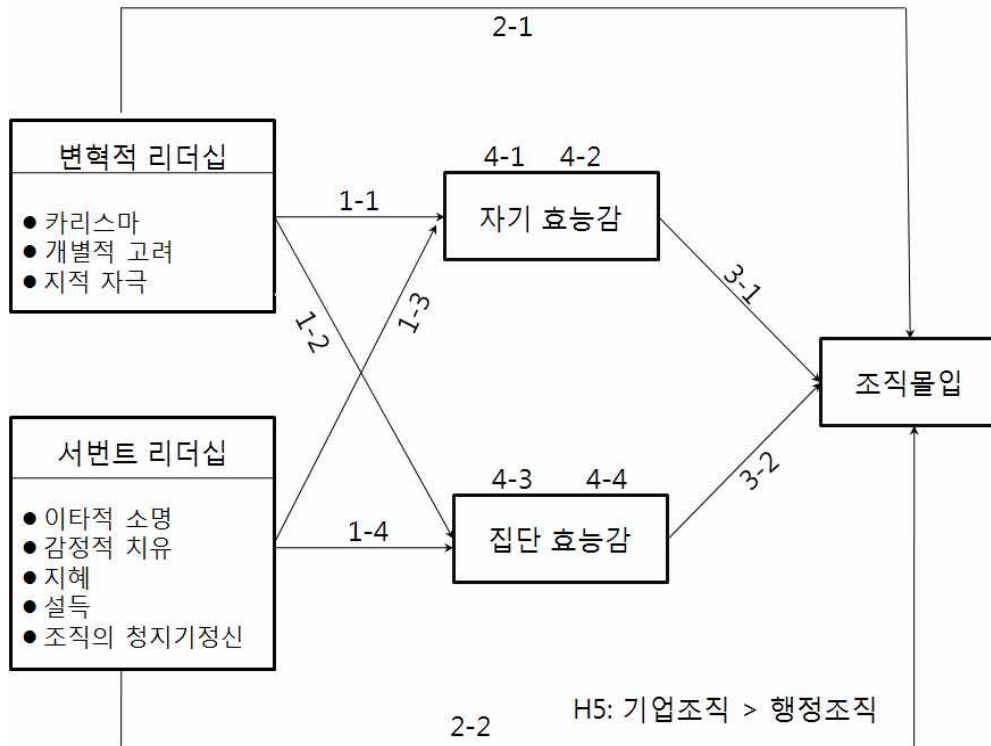 2-1
변혁적 리더십
● 카리스마
● 개별적 고려
● 지적 자극
1-1
4-1 4-2
자기 효능감
1-2
1-3
3-1
조직몰입
서번트 리더십
● 이타적 소명
● 감정적 치유
● 지혜
● 설득
● 조직의 청지기정신
1-4
4-3 4-4
집단 효능감
3-2
H5: 기업조직 > 행정조직
2-2